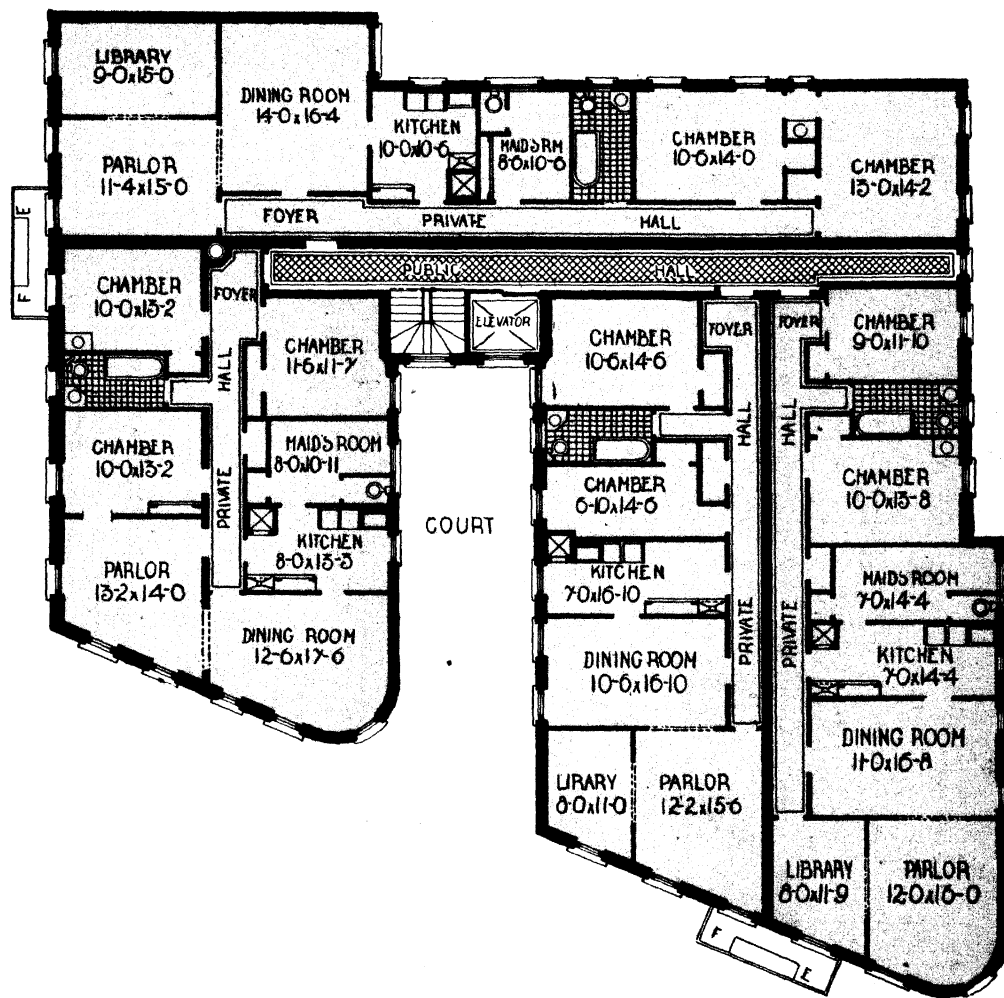 LIBRARY
9-0x15-0
DINING ROOM
14-0x16-4
PARLOR
11-4x15-0
KITCHEN
10-0x10-6
MAID'S RM
8-6x10-6
CHAMBER
10-6x14-0
CHAMBER
13-0x14-2
FOYER
PRIVATE
HALL
F
E
PUBLIC
HALL
CHAMBER
10-0x13-2
FOYER
HALL
PRIVATE
CHAMBER
11-6x11-7
CHAMBER
10-0x13-2
MAID'S ROOM
8-0x10-11
KITCHEN
8-0x13-3
PARLOR
13-2x14-0
DINING ROOM
12-6x17-6
ELEVATOR
COURT
CHAMBER
10-6x14-6
FOYER
HALL
PRIVATE
CHAMBER
6-10x14-6
KITCHEN
7-0x16-10
DINING ROOM
10-6x16-10
LIBRARY
8-0x11-0
PARLOR
12-2x15-6
FOYER
HALL
PRIVATE
CHAMBER
9-0x11-10
CHAMBER
10-0x13-8
MAID'S ROOM
7-0x14-4
KITCHEN
7-0x14-4
DINING ROOM
11-0x16-8
LIBRARY
8-0x11-9
PARLOR
12-0x16-0
F
E